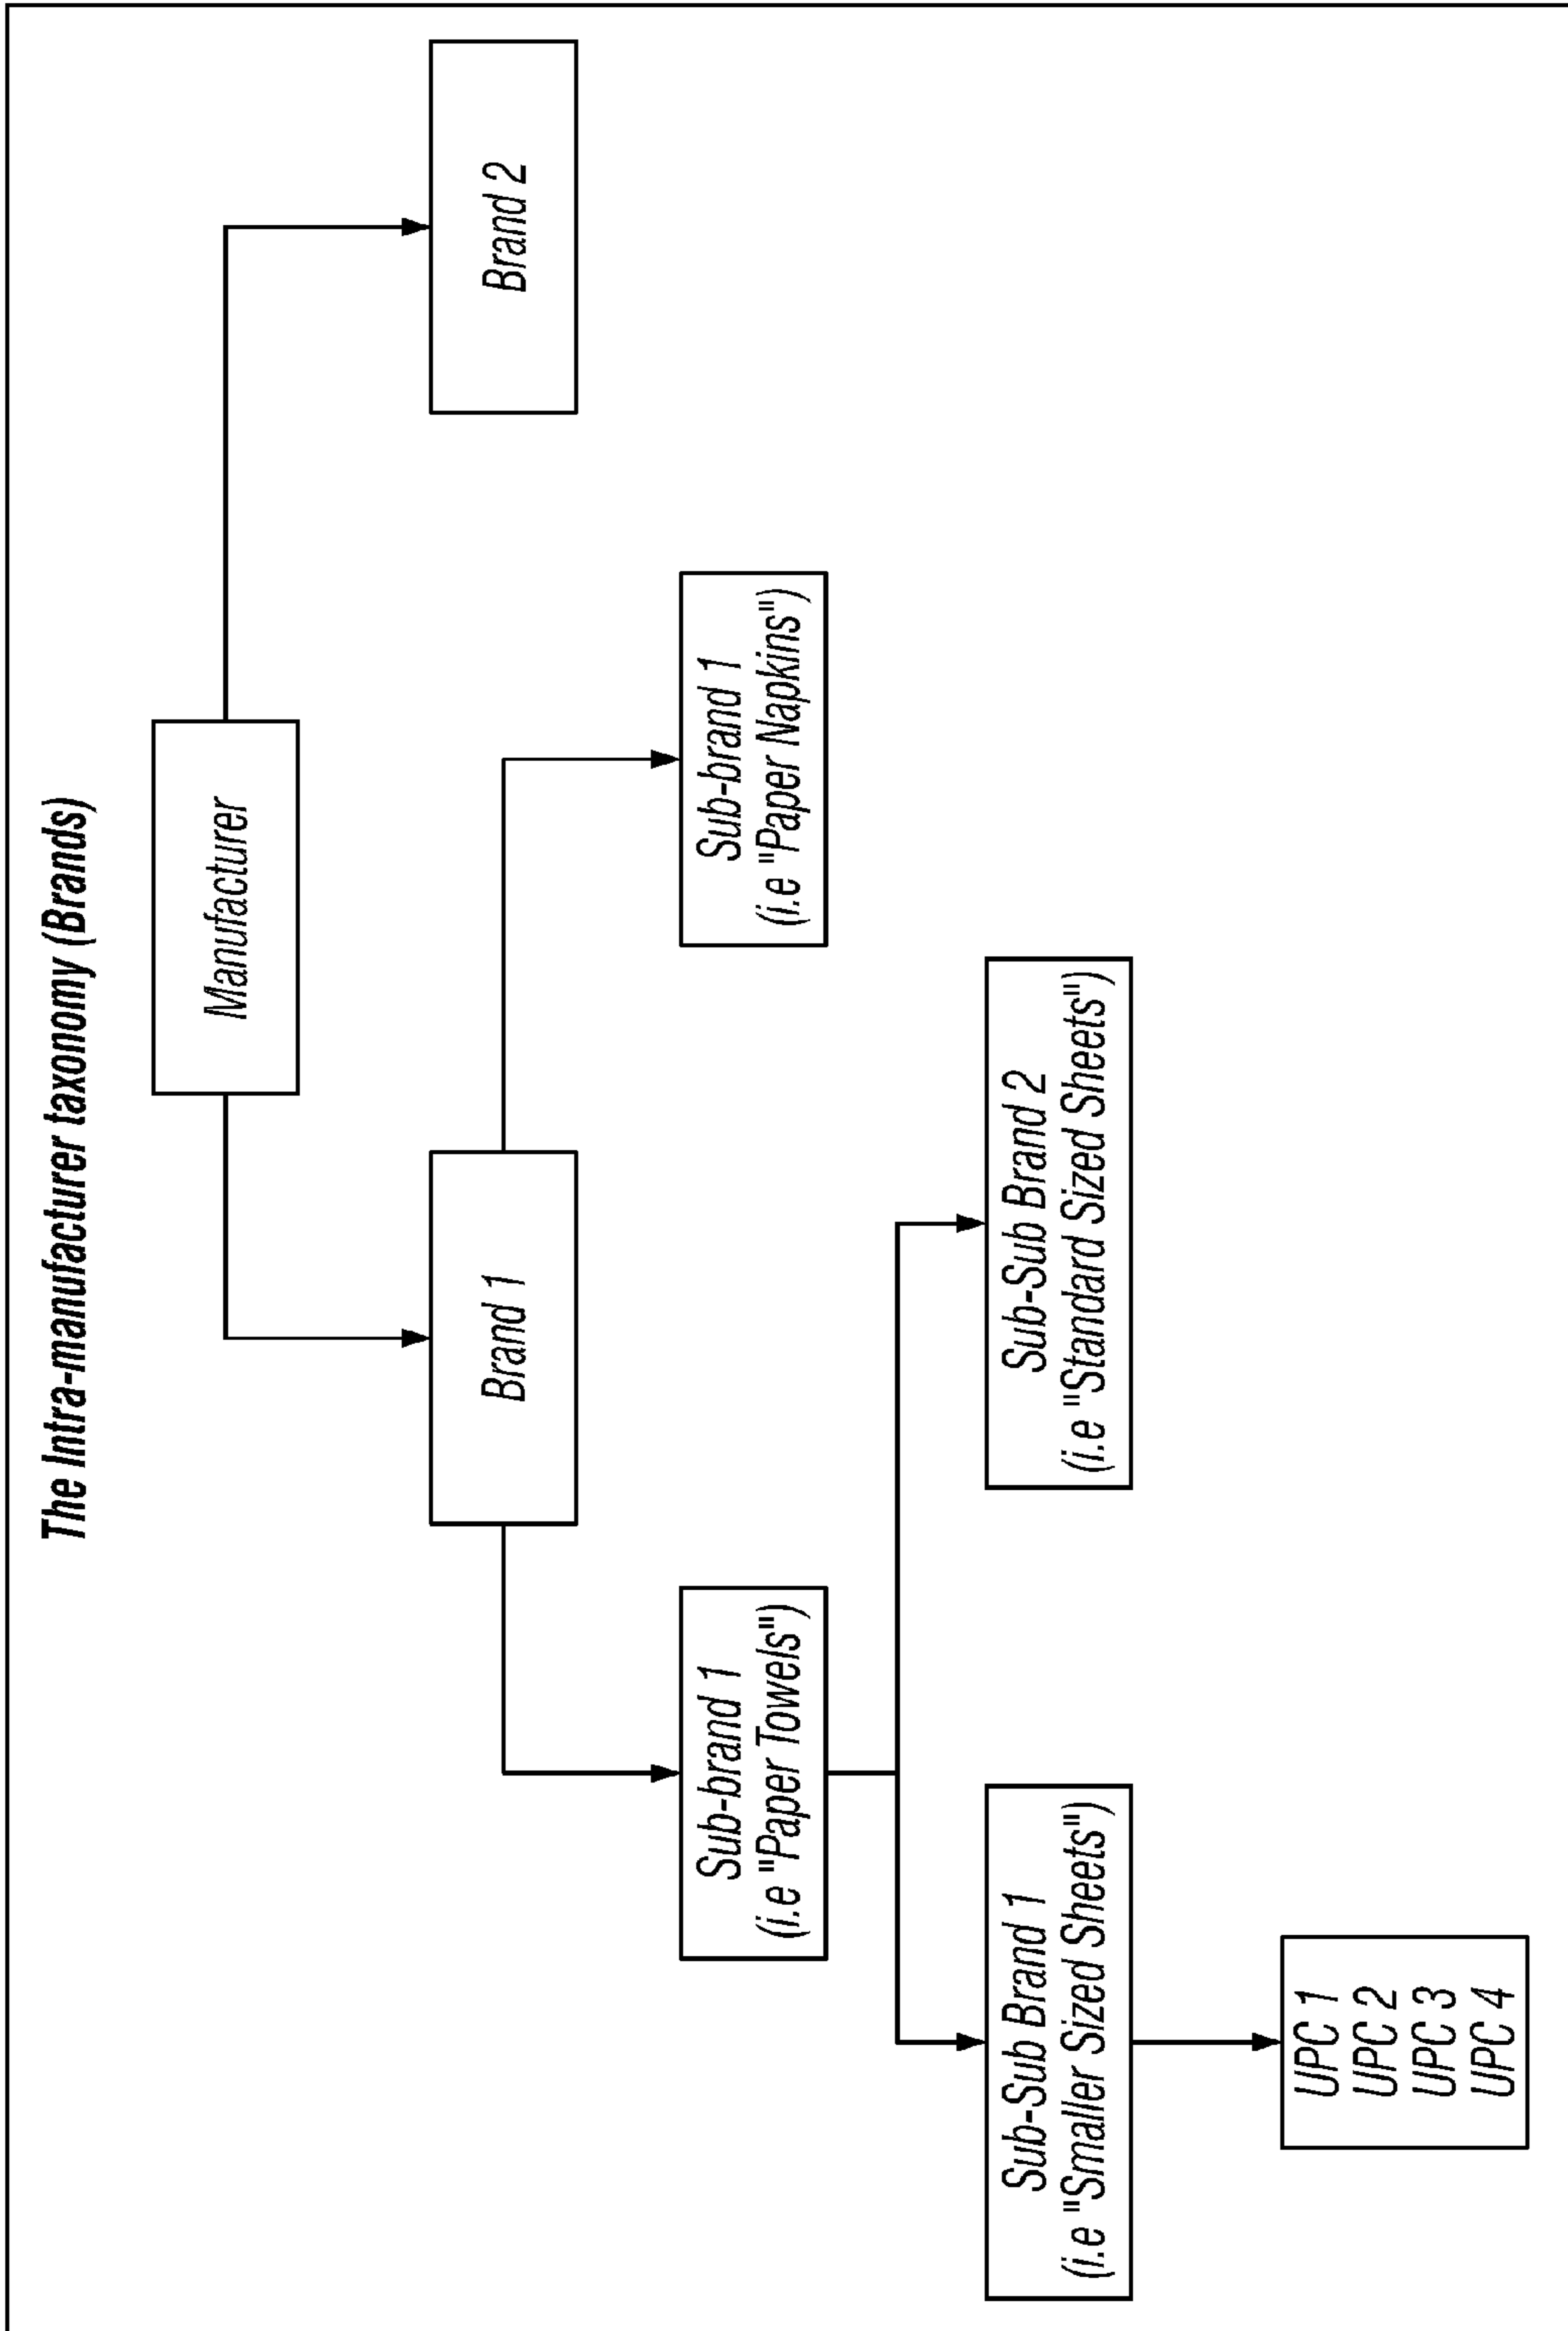 The Intra-manufacturer taxonomy (Brands)
Manufacturer
Brand 1
Brand 2
Sub-brand 1
(i.e "Paper Towels")
Sub-brand 1
(i.e "Paper Napkins")
Sub-Sub Brand 1
(i.e "Smaller Sized Sheets")
Sub-Sub Brand 2
(i.e "Standard Sized Sheets")
UPC 1
UPC 2
UPC 3
UPC 4